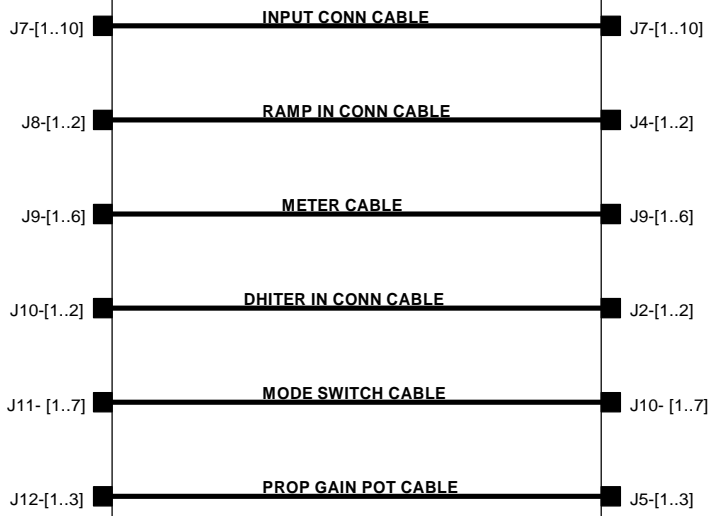 INPUT CONN CABLE
J7-[1..10] J7-[1..10]
RAMP IN CONN CABLE
J8-[1..2] J4-[1..2]
METER CABLE
J9-[1..6] J9-[1..6]
DHITER IN CONN CABLE
J10-[1..2] J2-[1..2]
MODE SWITCH CABLE
J11- [1..7] J10- [1..7]
PROP GAIN POT CABLE
J12-[1..3] J5-[1..3]